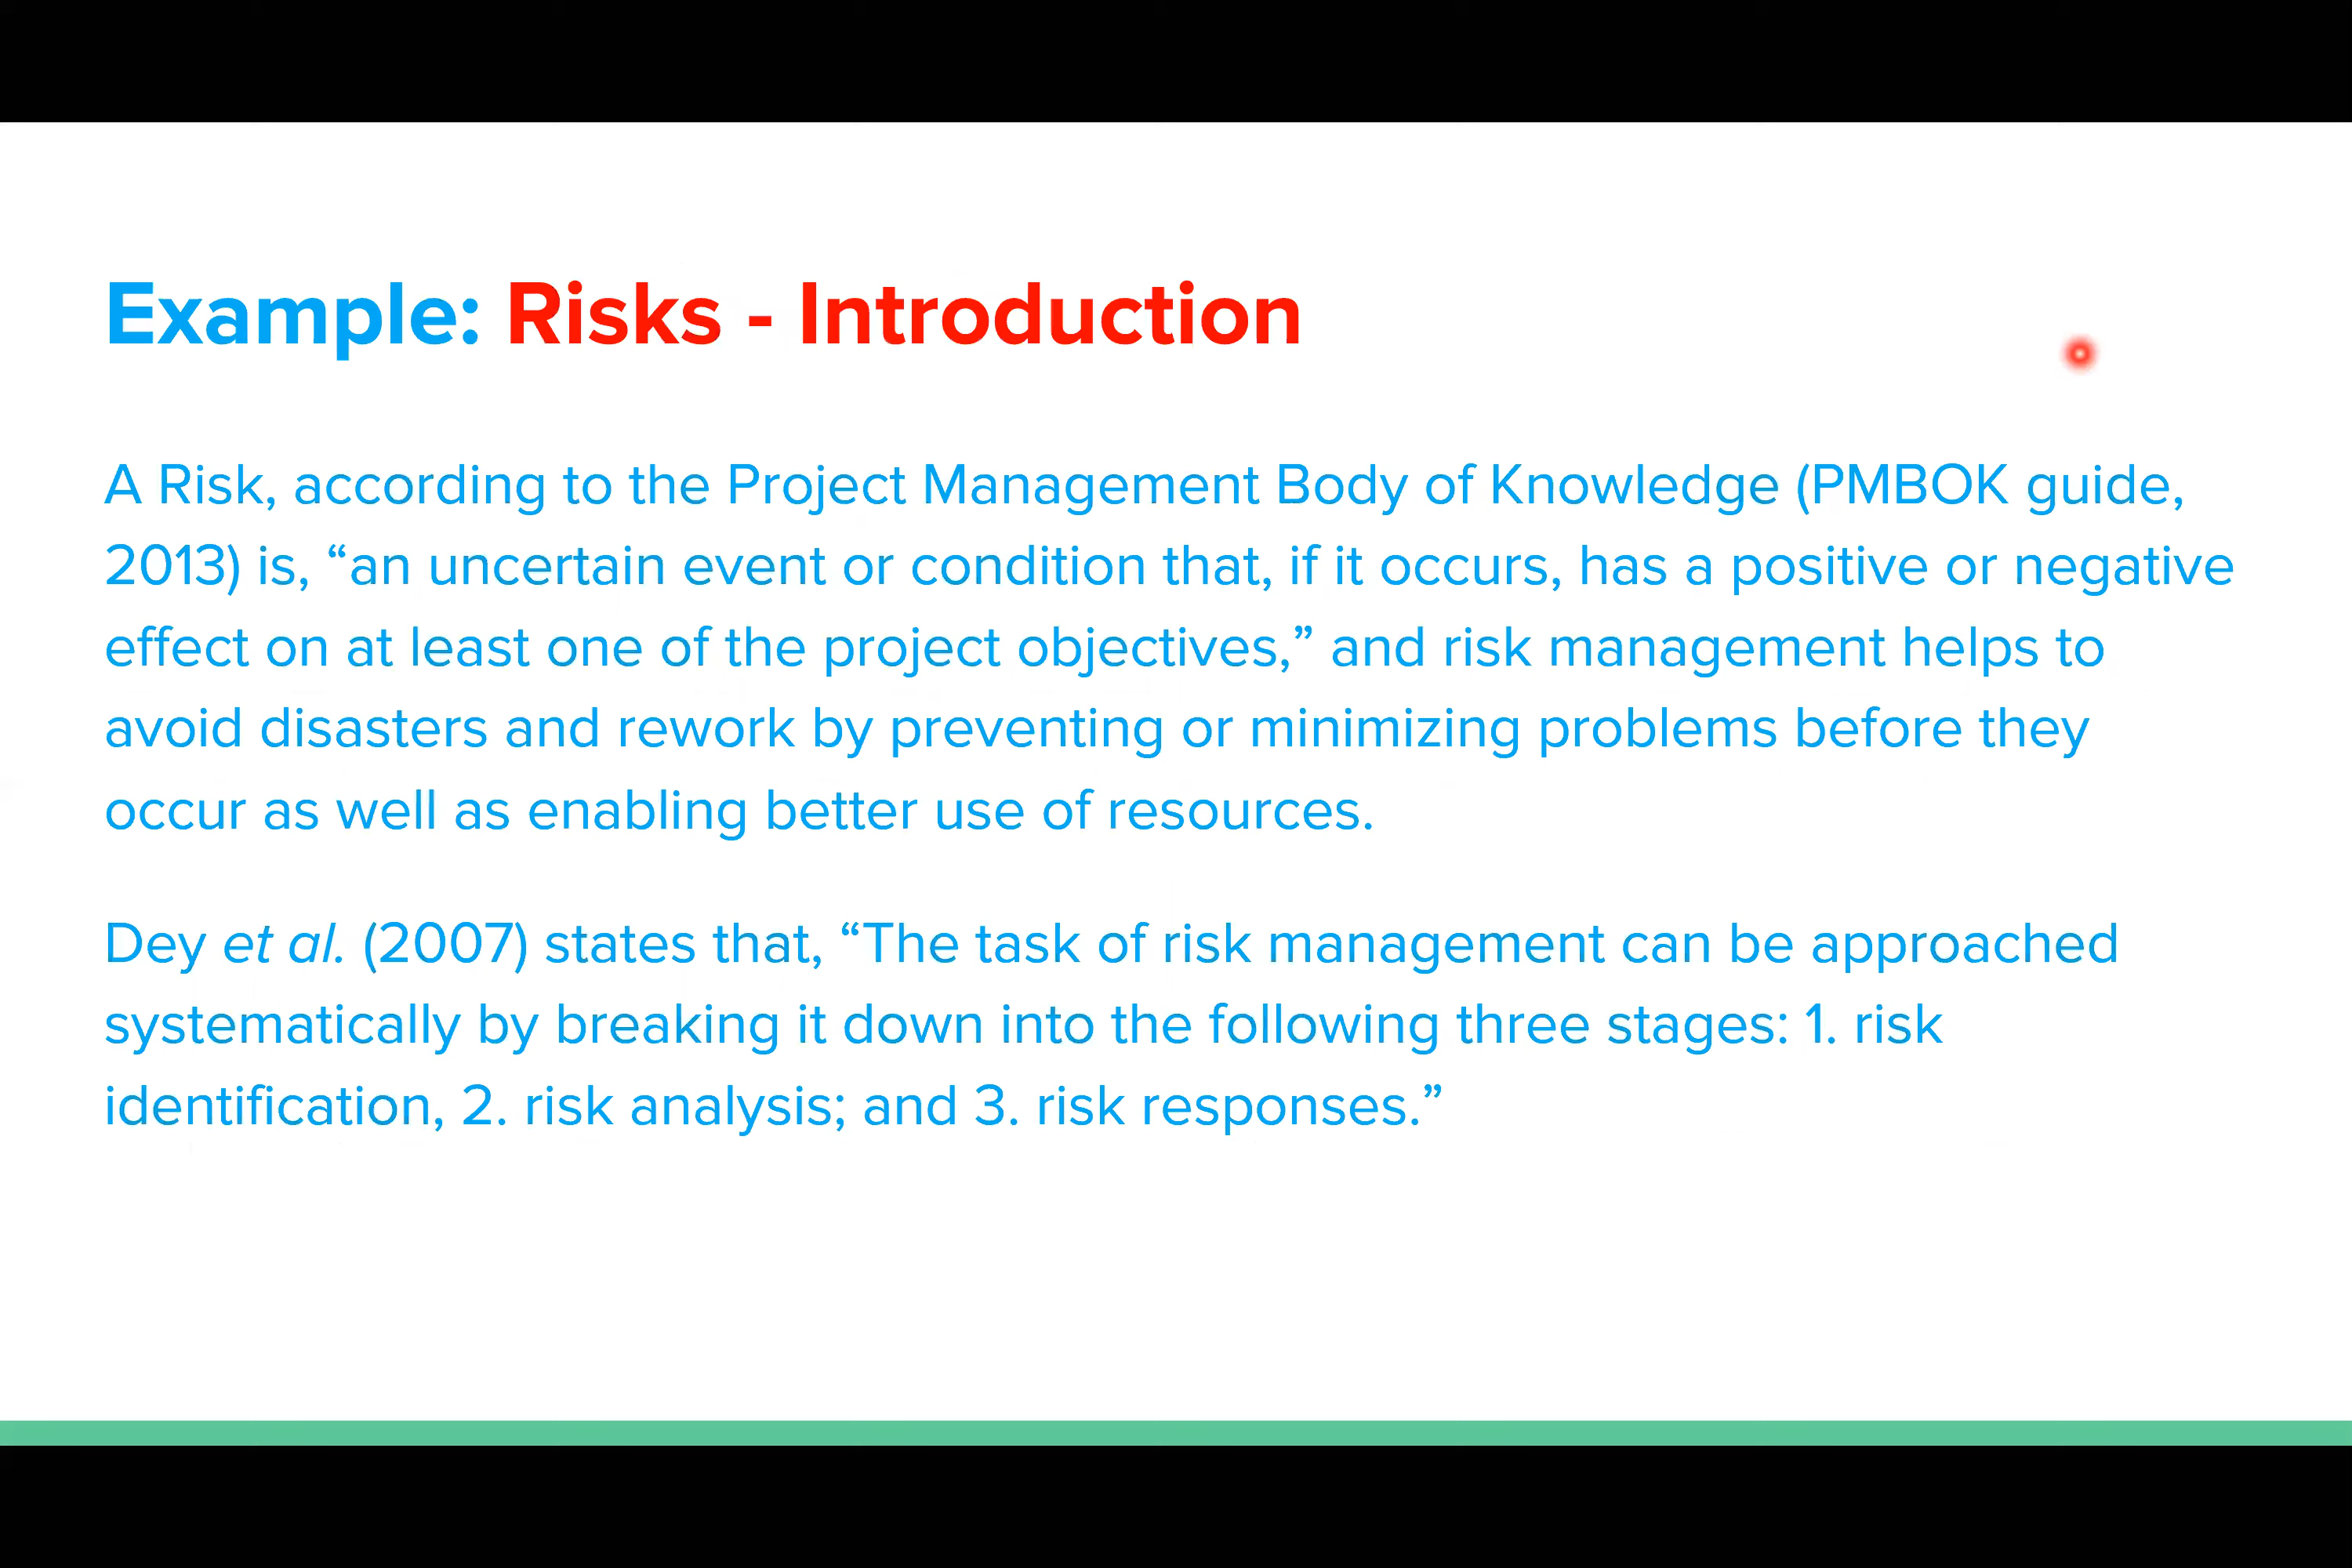 Example: Risks - Introduction
A Risk, according to the Project Management Body of Knowledge (PMBOK guide,
2013) is, “an uncertain event or condition that, if it occurs, has a positive or negative
effect on at least one of the project objectives,” and risk management helps to
avoid disasters and rework by preventing or minimizing problems before they
occur as well as enabling better use of resources.
Dey et al. (2007) states that, “The task of risk management can be approached
systematically by breaking it down into the following three stages: 1. risk
identification, 2. risk analysis; and 3. risk responses.”